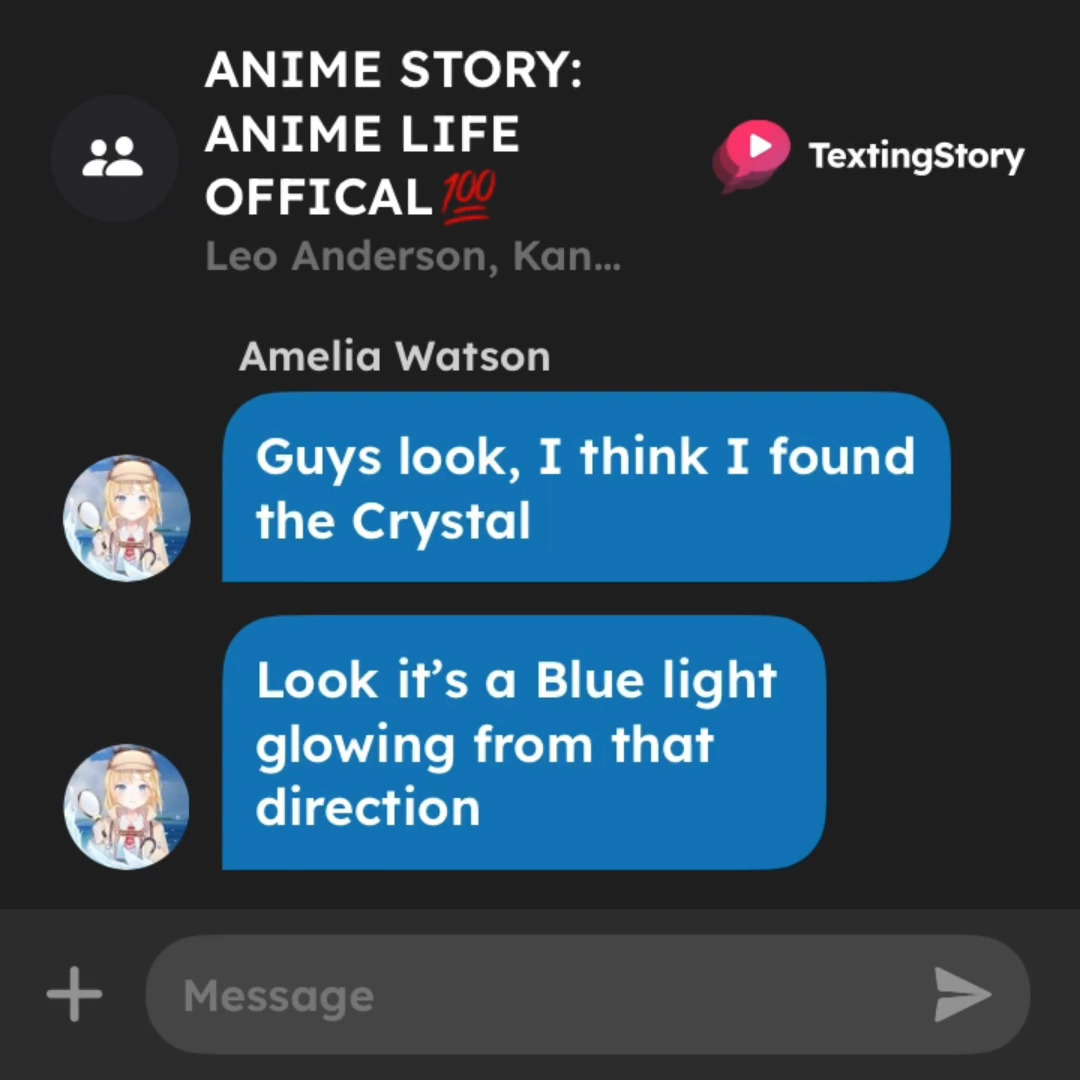 ANIME STORY:
ANIME LIFE
OFFICAL💯
Leo Anderson, Kan...
TextingStory
Amelia Watson
Guys look, I think I found
the Crystal
Look it’s a Blue light
glowing from that
direction
Message